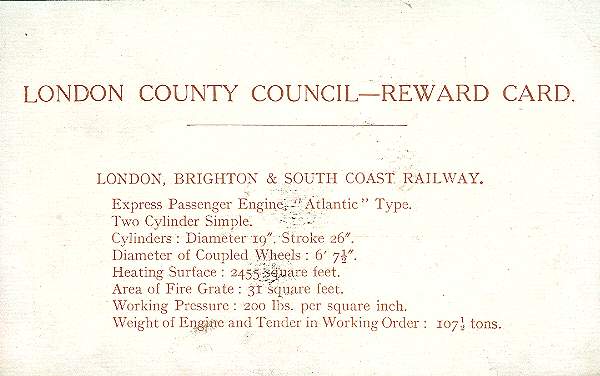 LONDON COUNTY COUNCIL—REWARD CARD.
LONDON, BRIGHTON & SOUTH COAST RAILWAY.
Express Passenger Engine, "Atlantic" Type.
Two Cylinder Simple.
Cylinders : Diameter 19″. Stroke 26″.
Diameter of Coupled Wheels : 6′ 7½″.
Heating Surface : 2455 square feet.
Area of Fire Grate : 31 square feet.
Working Pressure : 200 lbs. per square inch.
Weight of Engine and Tender in Working Order : 107½ tons.